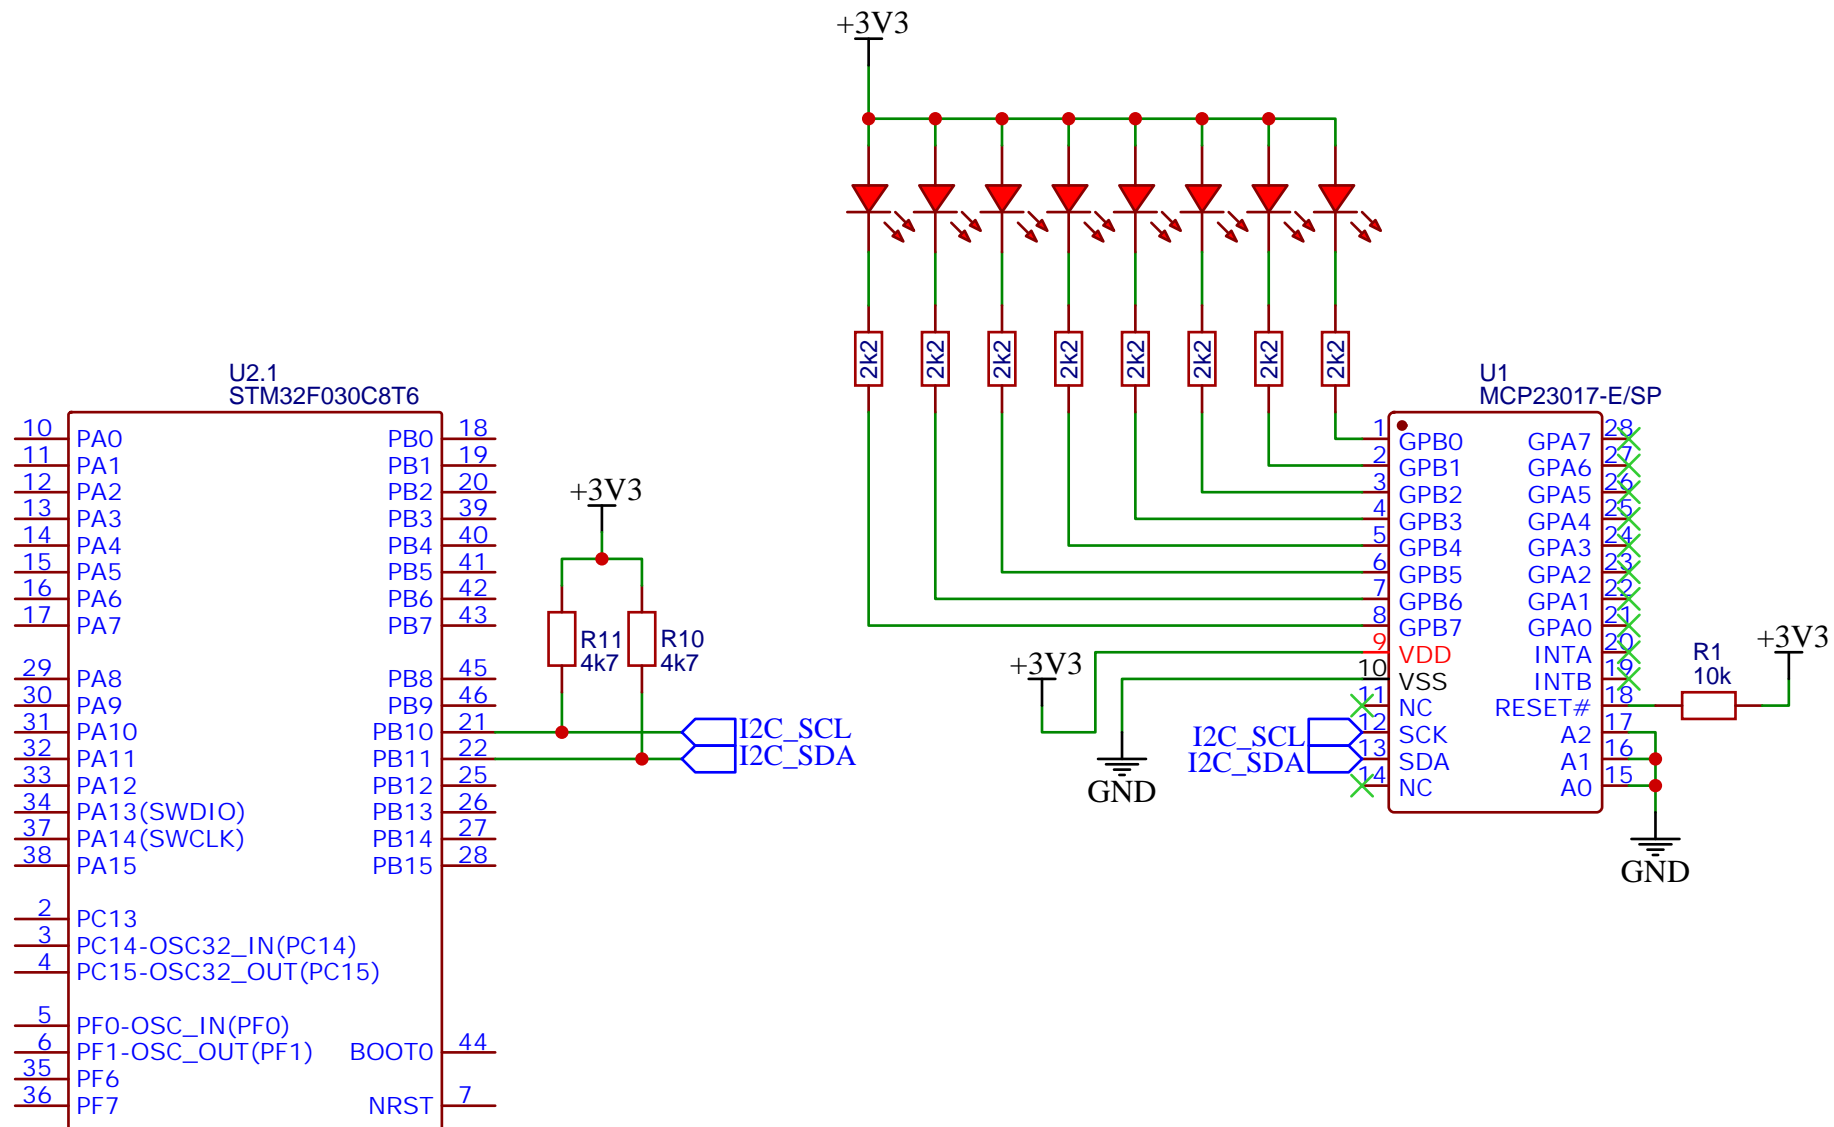 +3V3
2k2 2k2 2k2 2k2 2k2 2k2 2k2 2k2
U2.1
STM32F030C8T6
10 PA0 PB0 18
11 PA1 PB1 19
12 PA2 PB2 20
13 PA3 PB3 39
14 PA4 PB4 40
15 PA5 PB5 41
16 PA6 PB6 42
17 PA7 PB7 43
29 PA8 PB8 45
30 PA9 PB9 46
31 PA10 PB10 21
32 PA11 PB11 22
33 PA12 PB12 25
34 PA13(SWDIO) PB13 26
37 PA14(SWCLK) PB14 27
38 PA15 PB15 28
2 PC13
3 PC14-OSC32_IN(PC14)
4 PC15-OSC32_OUT(PC15)
5 PF0-OSC_IN(PF0)
6 PF1-OSC_OUT(PF1) BOOT0 44
35 PF6
36 PF7 NRST 7
+3V3
R11
4k7
R10
4k7
I2C_SCL
I2C_SDA
U1
MCP23017-E/SP
1 GPB0 GPA7 28
2 GPB1 GPA6 27
3 GPB2 GPA5 26
4 GPB3 GPA4 25
5 GPB4 GPA3 24
6 GPB5 GPA2 23
7 GPB6 GPA1 22
8 GPB7 GPA0 21
9 VDD INTA 20
10 VSS INTB 19
11 NC RESET# 18
12 SCK A2 17
13 SDA A1 16
14 NC A0 15
+3V3
GND
I2C_SCL
I2C_SDA
R1
10k
+3V3
GND